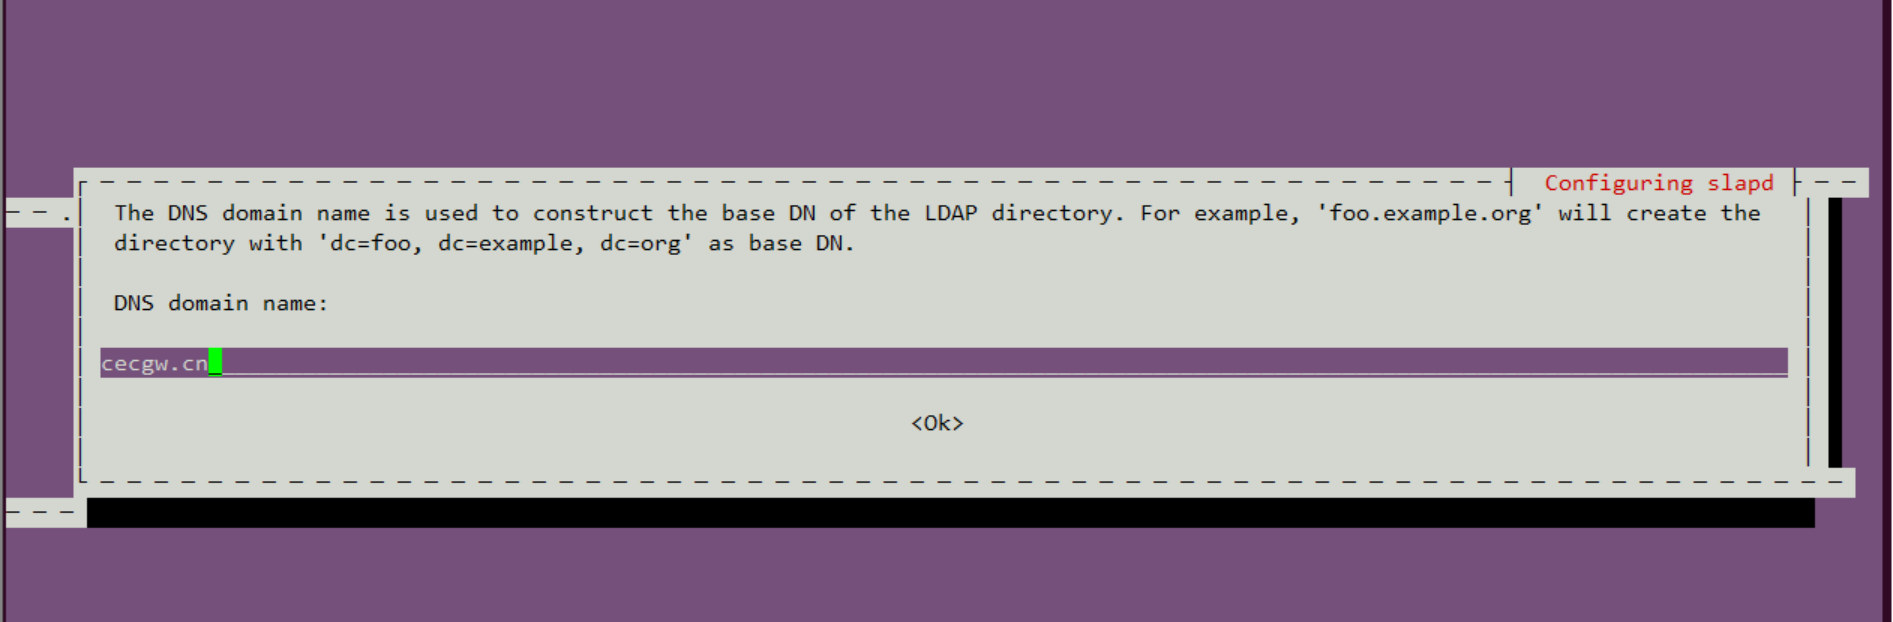 Configuring slapd
The DNS domain name is used to construct the base DN of the LDAP directory. For example, 'foo.example.org' will create the
directory with 'dc=foo, dc=example, dc=org' as base DN.
DNS domain name:
cecgw.cn
<Ok>